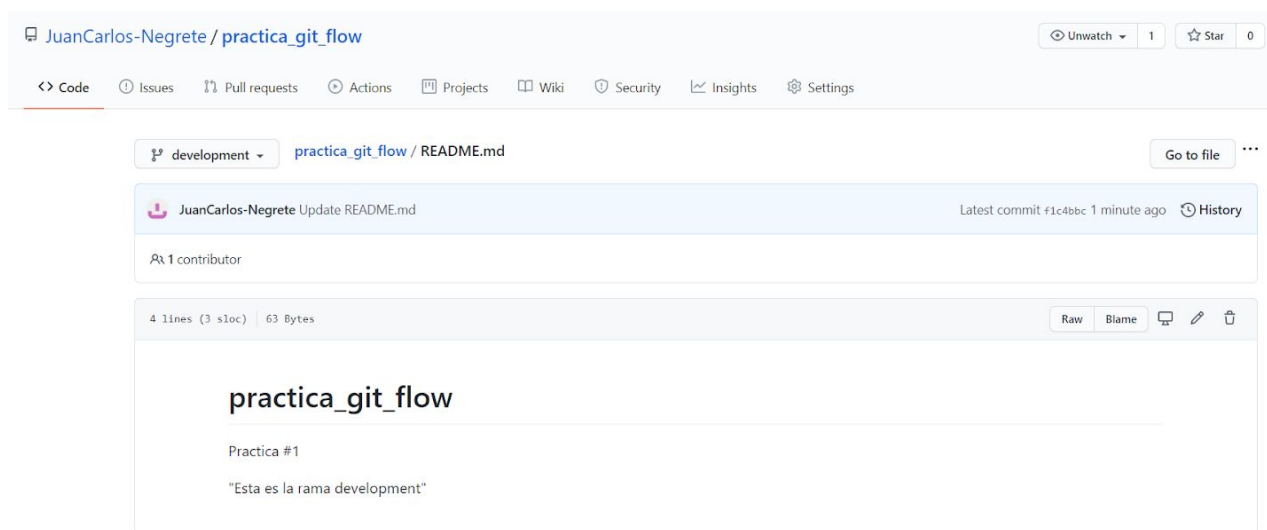 JuanCarlos-Negrete / practica_git_flow
Unwatch 1 Star 0
Code Issues Pull requests Actions Projects Wiki Security Insights Settings
development practica_git_flow / README.md Go to file ...
JuanCarlos-Negrete Update README.md Latest commit f1c4bbc 1 minute ago History
1 contributor
4 lines (3 sloc) 63 Bytes Raw Blame
practica_git_flow
Practica #1
"Esta es la rama development"